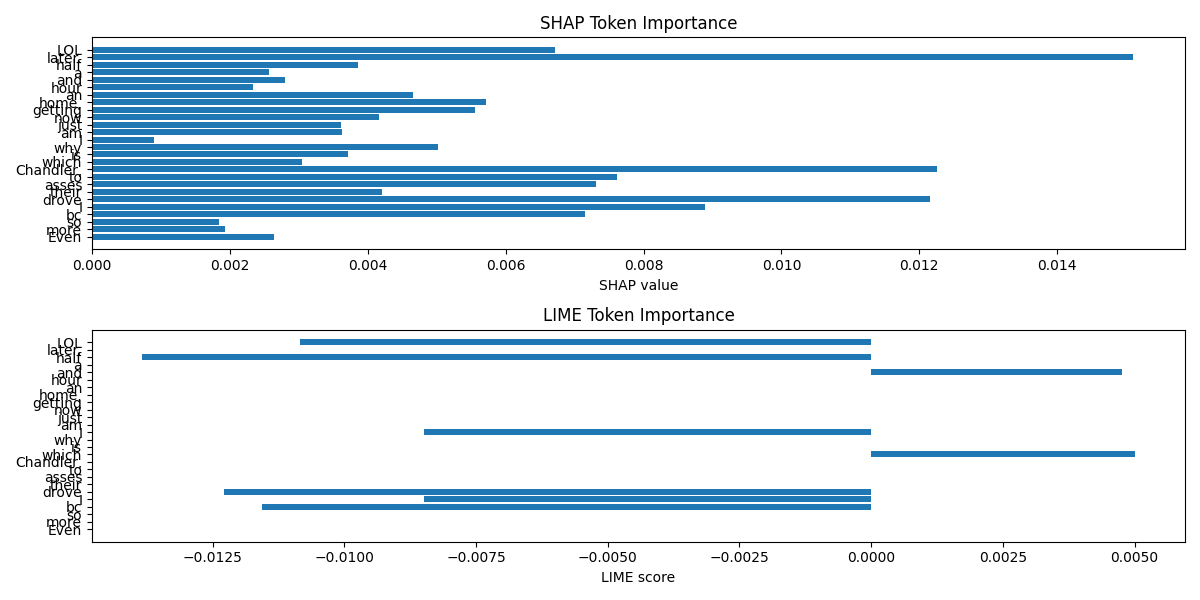 SHAP Token Importance
LOL
later,
half
a
and
hour
an
home,
getting
now
just
am
I
why
is
which
Chandler,
to
asses
their
drove
I
bc
so
more
Even
0.000 0.002 0.004 0.006 0.008 0.010 0.012 0.014
SHAP value
LIME Token Importance
LOL
later,
half
a
and
hour
an
home,
getting
now
just
am
I
why
is
which
Chandler,
to
asses
their
drove
I
bc
so
more
Even
−0.0125 −0.0100 −0.0075 −0.0050 −0.0025 0.0000 0.0025 0.0050
LIME score